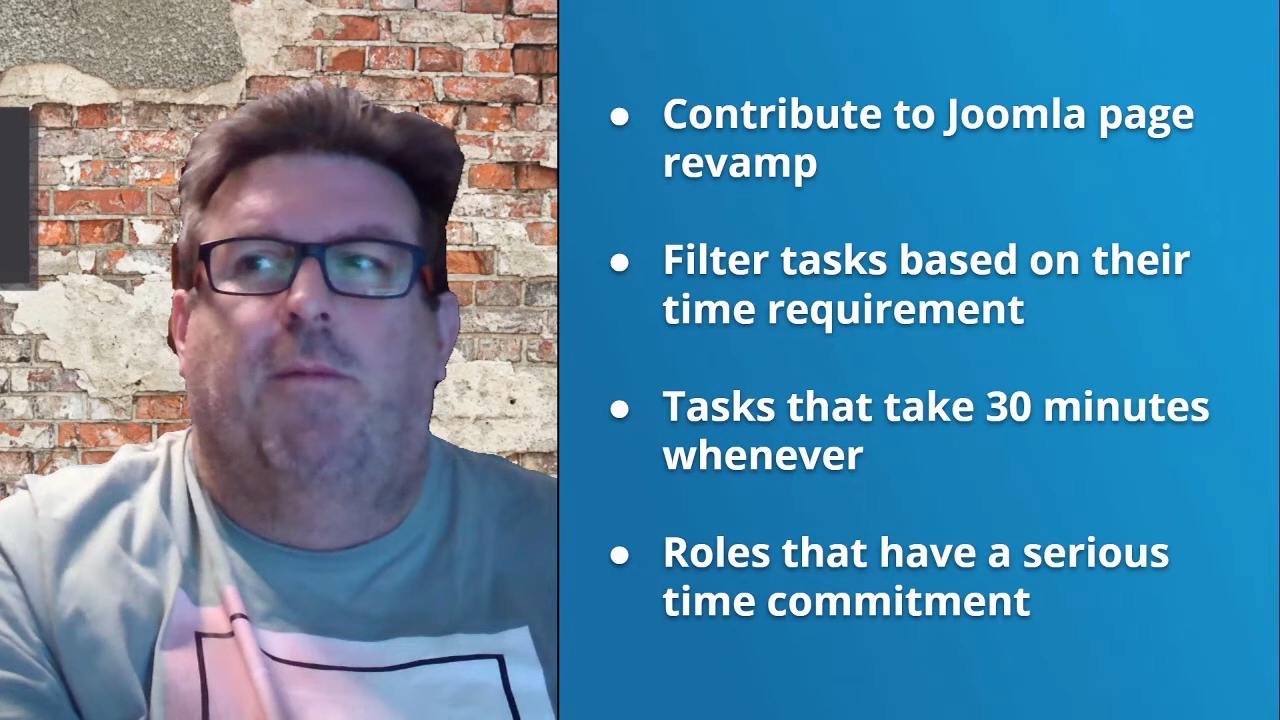 ● Contribute to Joomla page
revamp
● Filter tasks based on their
time requirement
● Tasks that take 30 minutes
whenever
● Roles that have a serious
time commitment